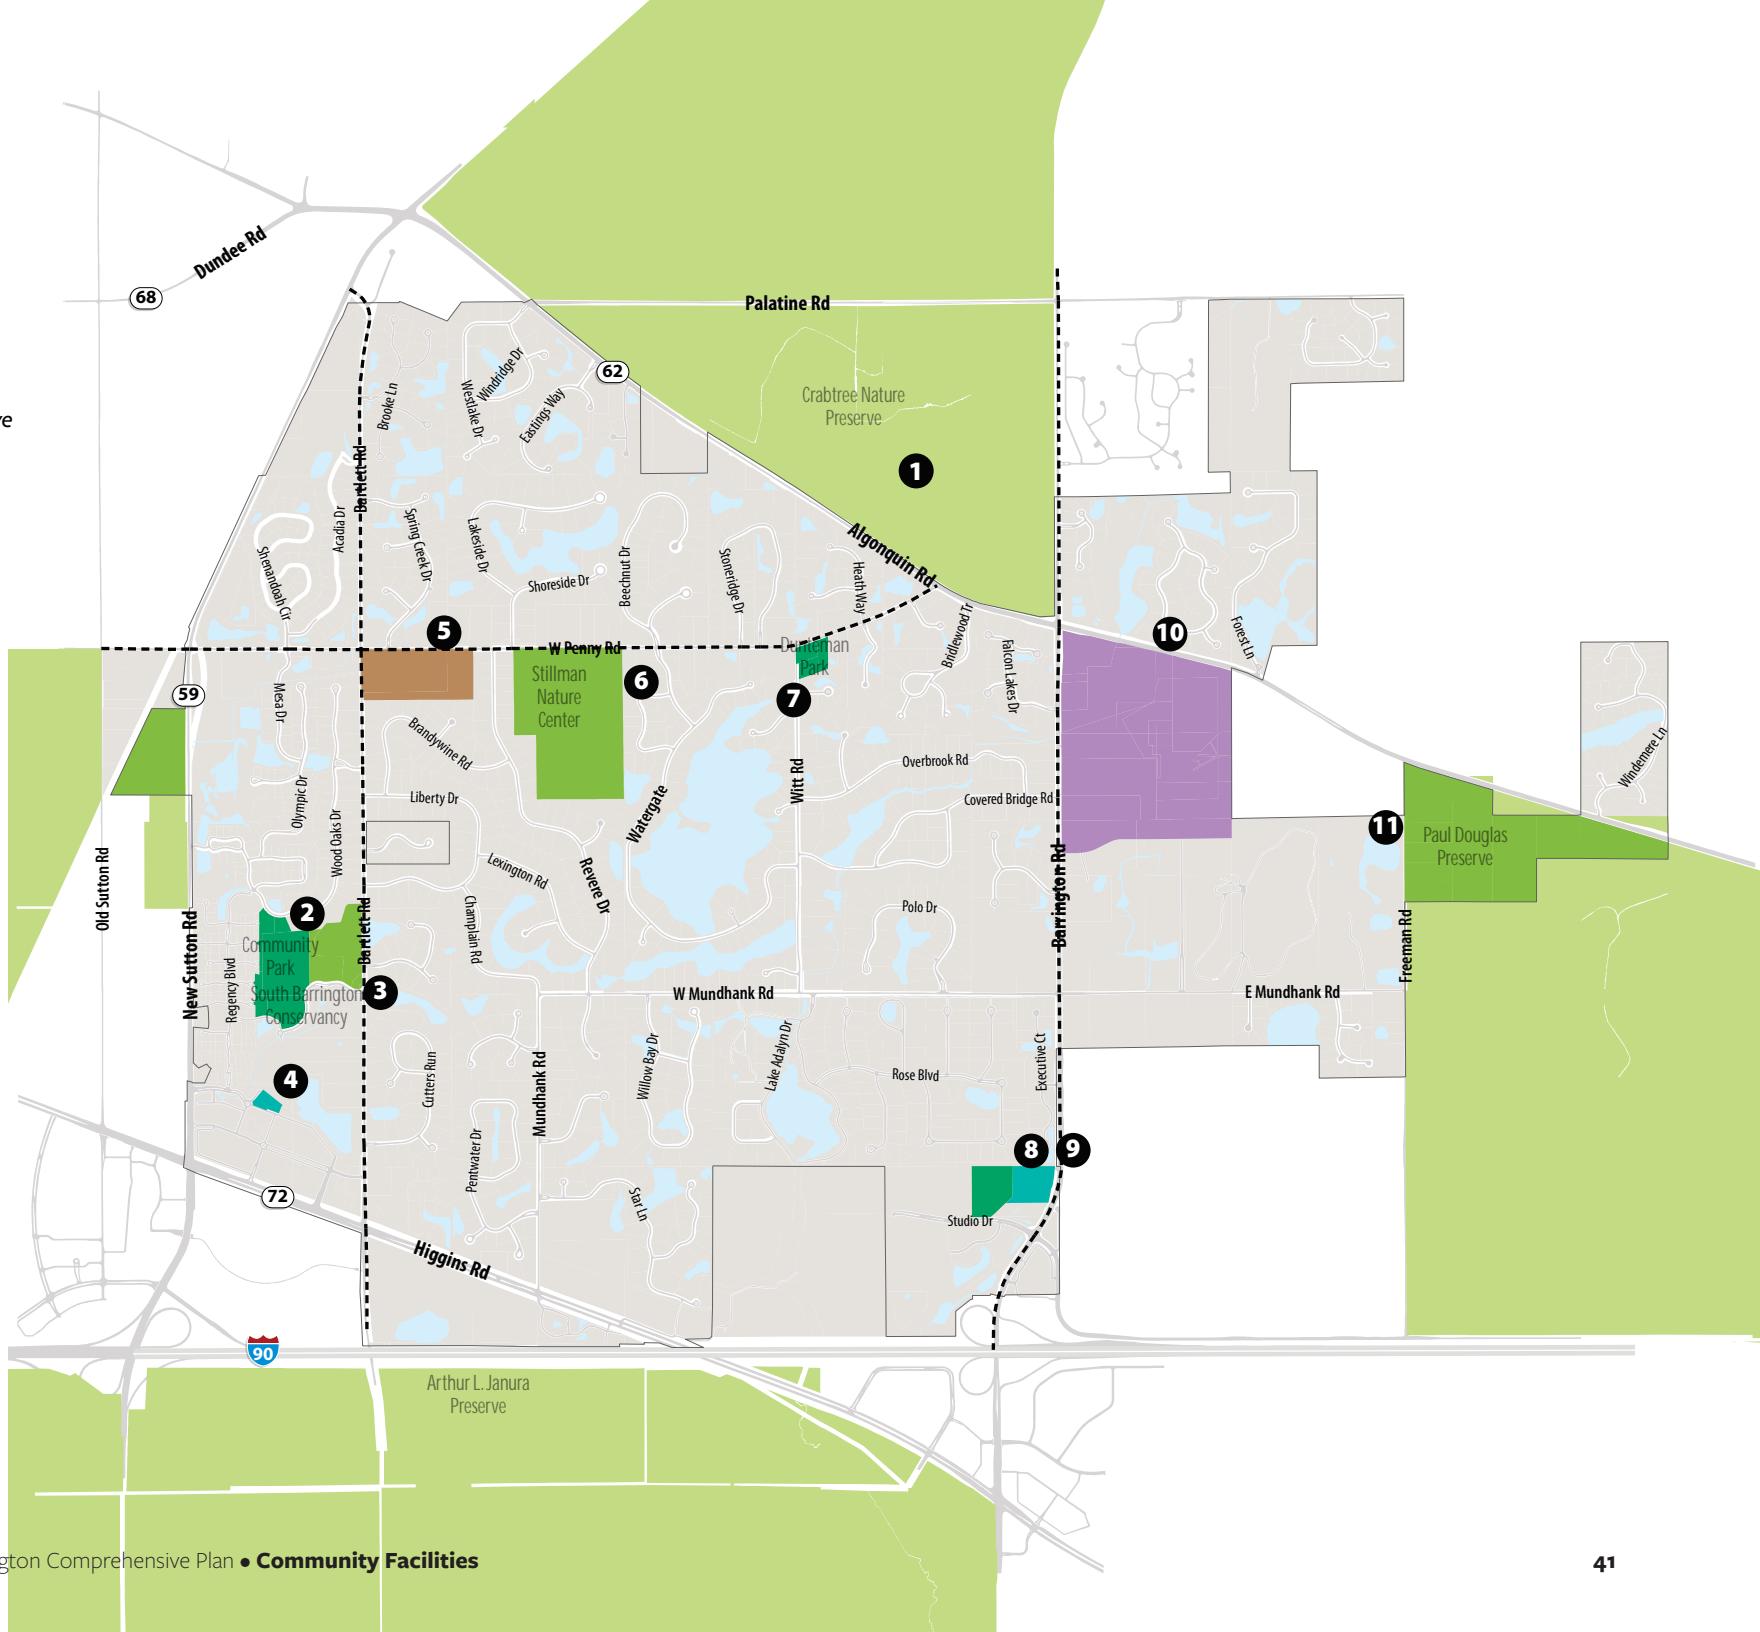 Dundee Rd
68
Palatine Rd
62
Windridge Dr
Westlake Dr
Eastings Way
Brooke Ln
Crabtree Nature
Preserve
ve
1
Bartlett Rd
Acadia Dr
Spring Creek Dr
Lakeside Dr
Shoreside Dr
Beechnut Dr
Stoneridge Dr
Heath Way
Algonquin Rd
Shenandoah Cir
Bridlewood Tr
Falcon Lakes Dr
Forest Ln
10
5
W Penny Rd
Dunteman
Park
Stillman
Nature
Center
6
7
59
Mesa Dr
Brandywine Rd
Windemere Ln
Overbrook Rd
Witt Rd
Covered Bridge Rd
Liberty Dr
Olympic Dr
Wood Oaks Dr
Watergate
11
Paul Douglas
Preserve
Old Sutton Rd
Lexington Rd
Revere Dr
Barrington Rd
Polo Dr
2
New Sutton Rd
Community
Park
Bartlett Rd
Champlain Rd
Freeman Rd
Regency Blvd
South Barrington
Conservancy
3
W Mundhank Rd
E Mundhank Rd
4
Cutters Run
Mundhank Rd
Willow Bay Dr
Lake Adalyn Dr
Rose Blvd
Executive Ct
Pentwater Dr
8
9
72
Star Ln
Studio Dr
Higgins Rd
90
Arthur L. Janura
Preserve
gton Comprehensive Plan • Community Facilities
41